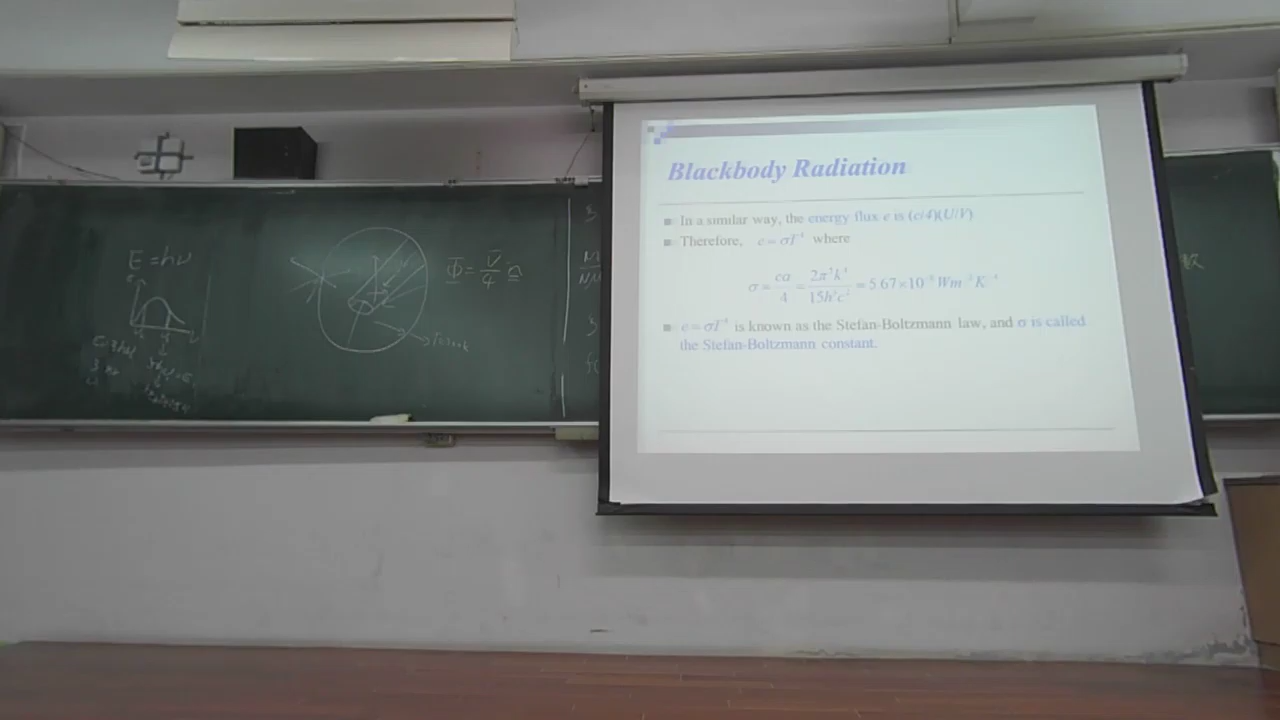 Blackbody Radiation
In a similar way, the energy flux e is (c/4)(U/V)
Therefore, e = σT⁴ where
σ = ca/4 = 2π⁵k⁴/15h³c² = 5.67×10⁻⁸ Wm⁻²K⁻⁴
e = σT⁴ is known as the Stefan-Boltzmann law, and σ is called
the Stefan-Boltzmann constant.
E = hν
Φ = v̄/4 n
数